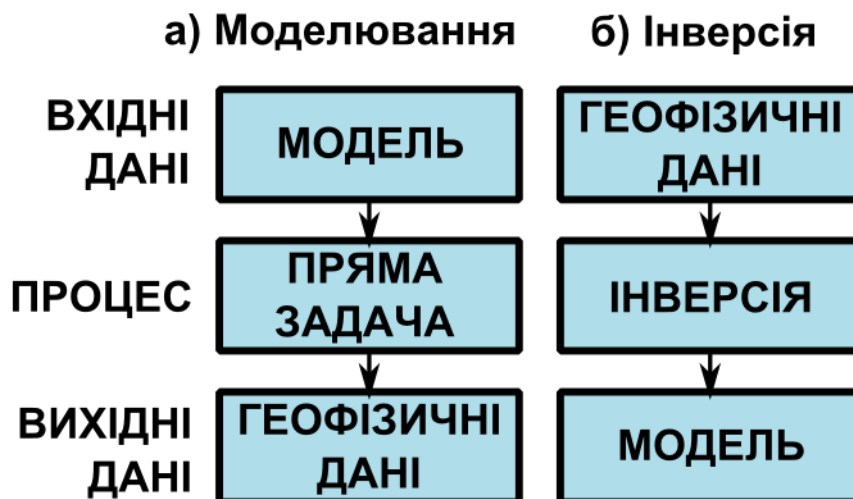 а) Моделювання
б) Інверсія
ВХІДНІ
ДАНІ
МОДЕЛЬ
ГЕОФІЗИЧНІ
ДАНІ
ПРОЦЕС
ПРЯМА
ЗАДАЧА
ІНВЕРСІЯ
ВИХІДНІ
ДАНІ
ГЕОФІЗИЧНІ
ДАНІ
МОДЕЛЬ